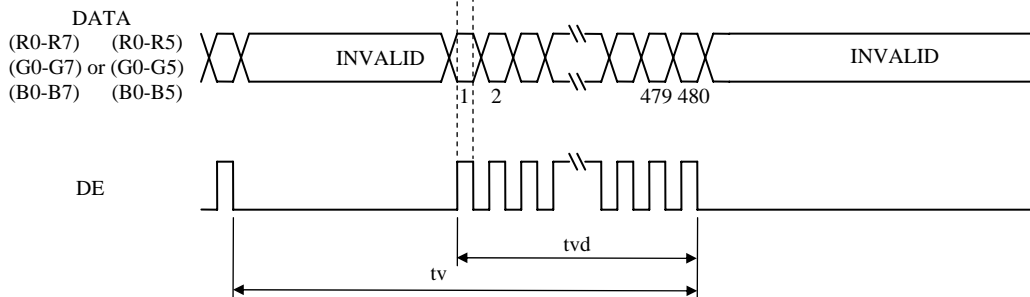 DATA
(R0-R7) (R0-R5)
(G0-G7) or (G0-G5)
(B0-B7) (B0-B5)
INVALID
INVALID
1 2 479 480
DE
tvd
tv